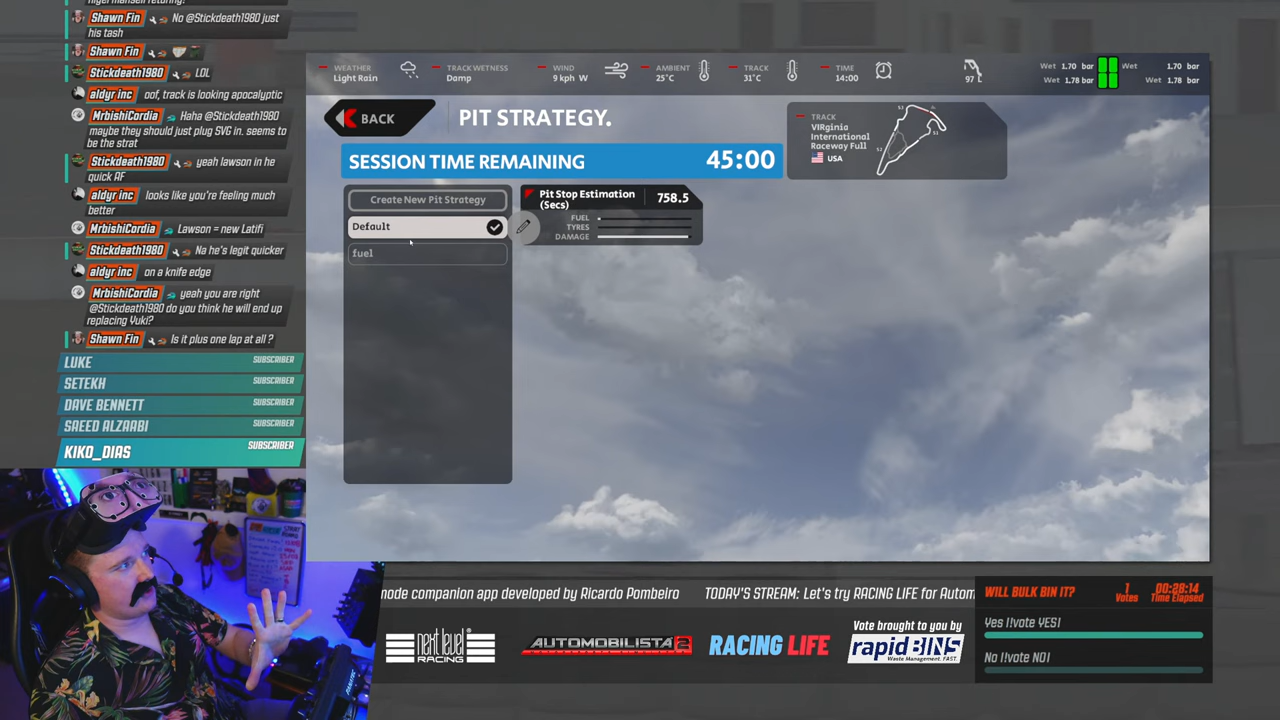 Shawn Fin No @Stickdeath1980 just
his tash
Shawn Fin
Stickdeath1980 LOL
aldyr inc oof, track is looking apocalyptic
MrbishiCordia Haha @Stickdeath1980
maybe they should just plug SVG in. seems to
be the strat
Stickdeath1980 yeah lawson in he
quick AF
aldyr inc looks like you're feeling much
better
MrbishiCordia Lawson = new Latifi
Stickdeath1980 Na he's legit quicker
aldyr inc on a knife edge
MrbishiCordia yeah you are right
@Stickdeath1980 do you think he will end up
replacing Yuki?
Shawn Fin Is it plus one lap at all ?
LUKE SUBSCRIBER
SETEKH SUBSCRIBER
DAVE BENNETT SUBSCRIBER
SAEED ALZAABI SUBSCRIBER
KIKO_DIAS SUBSCRIBER
WEATHER
Light Rain
TRACK WETNESS
Damp
WIND
9 kph W
AMBIENT
25°C
TRACK
31°C
TIME
14:00
97
Wet 1.70 bar
Wet 1.78 bar
Wet 1.70 bar
Wet 1.78 bar
BACK
PIT STRATEGY.
TRACK
VIRginia
International
Raceway Full
USA
SESSION TIME REMAINING 45:00
Create New Pit Strategy
Default
fuel
Pit Stop Estimation
(Secs)
758.5
FUEL
TYRES
DAMAGE
mode companion app developed by Ricardo Pombeiro
TODAY'S STREAM: Let's try RACING LIFE for Autom
next level
RACING
AUTOMOBILISTA 2
RACING LIFE
Vote brought to you by
rapidBINS
Waste Management. FAST.
WILL BULK BIN IT?
1
Votes
00:28:14
Time Elapsed
Yes !!vote YES!
No !!vote NO!